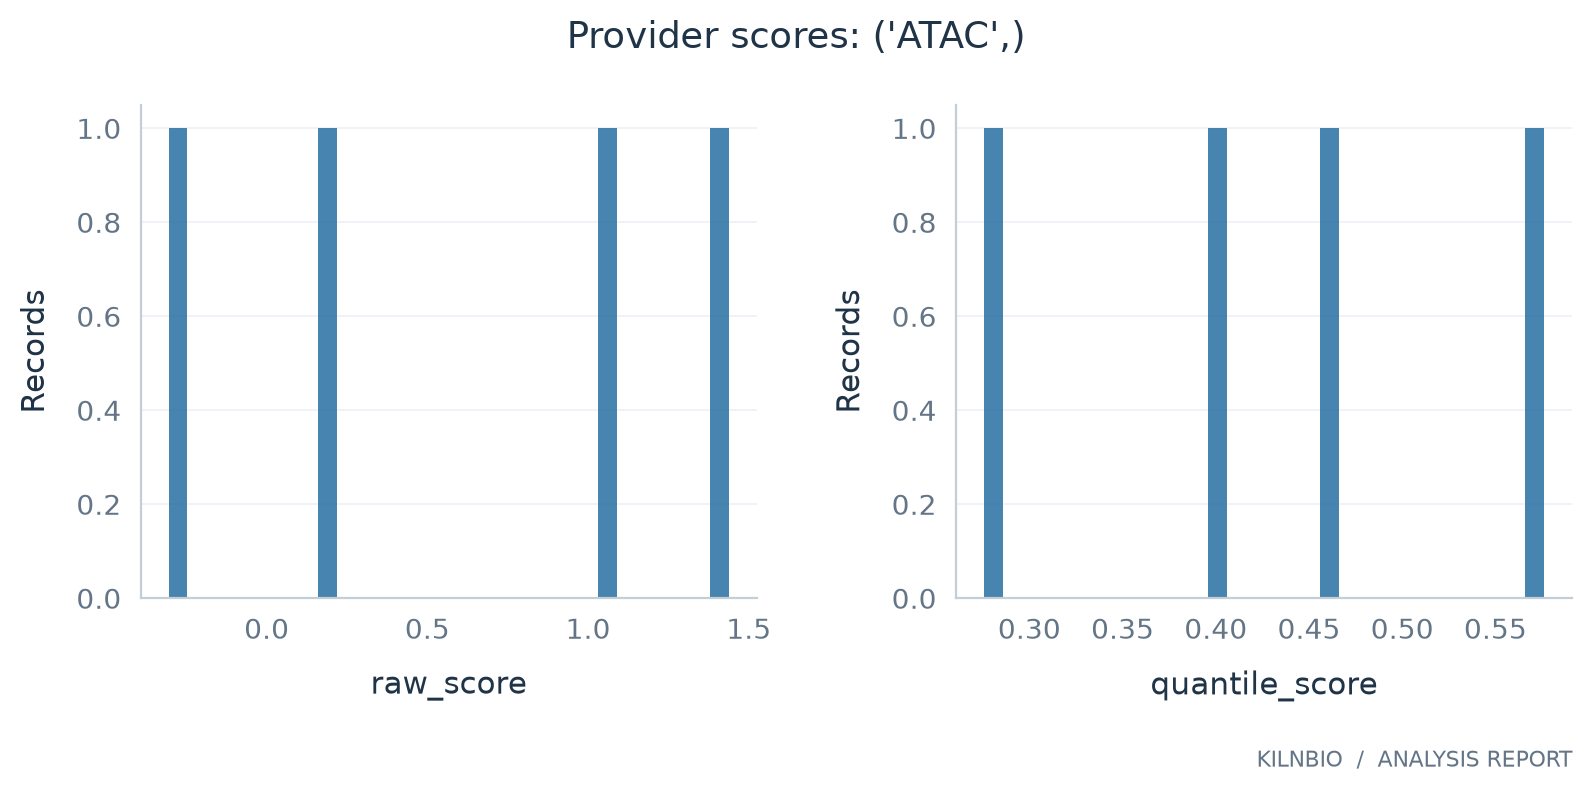 Provider scores: ('ATAC',)
1.0
0.8
0.6
0.4
0.2
0.0
Records
0.0 0.5 1.0 1.5
raw_score
1.0
0.8
0.6
0.4
0.2
0.0
Records
0.30 0.35 0.40 0.45 0.50 0.55
quantile_score
KILNBIO / ANALYSIS REPORT